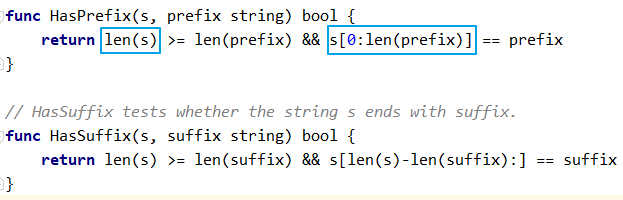 func HasPrefix(s, prefix string) bool {
    return len(s) >= len(prefix) && s[0:len(prefix)] == prefix
}
// HasSuffix tests whether the string s ends with suffix.
func HasSuffix(s, suffix string) bool {
    return len(s) >= len(suffix) && s[len(s)-len(suffix):] == suffix
}